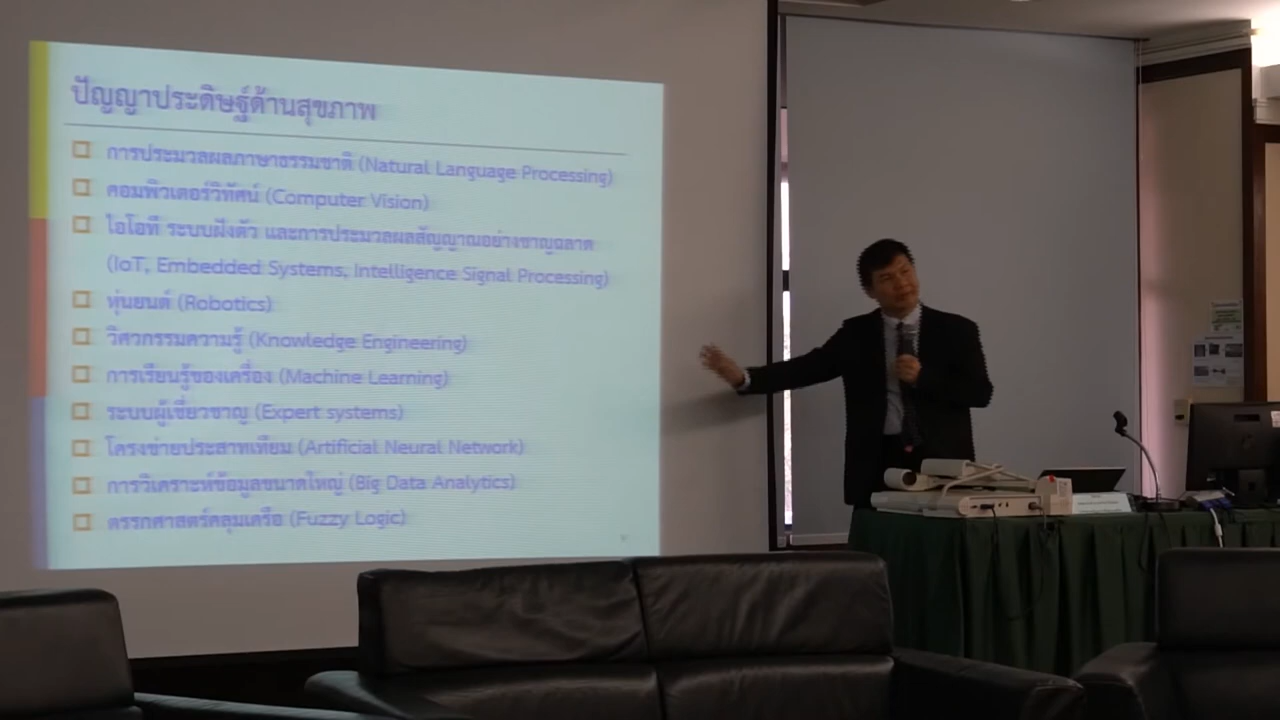 ปัญญาประดิษฐ์ด้านสุขภาพ
การประมวลผลภาษาธรรมชาติ (Natural Language Processing)
คอมพิวเตอร์วิทัศน์ (Computer Vision)
ไอโอที ระบบฝังตัว และการประมวลผลสัญญาณอย่างชาญฉลาด
(IoT, Embedded Systems, Intelligence Signal Processing)
หุ่นยนต์ (Robotics)
วิศวกรรมความรู้ (Knowledge Engineering)
การเรียนรู้ของเครื่อง (Machine Learning)
ระบบผู้เชี่ยวชาญ (Expert systems)
โครงข่ายประสาทเทียม (Artificial Neural Network)
การวิเคราะห์ข้อมูลขนาดใหญ่ (Big Data Analytics)
ตรรกศาสตร์คลุมเครือ (Fuzzy Logic)